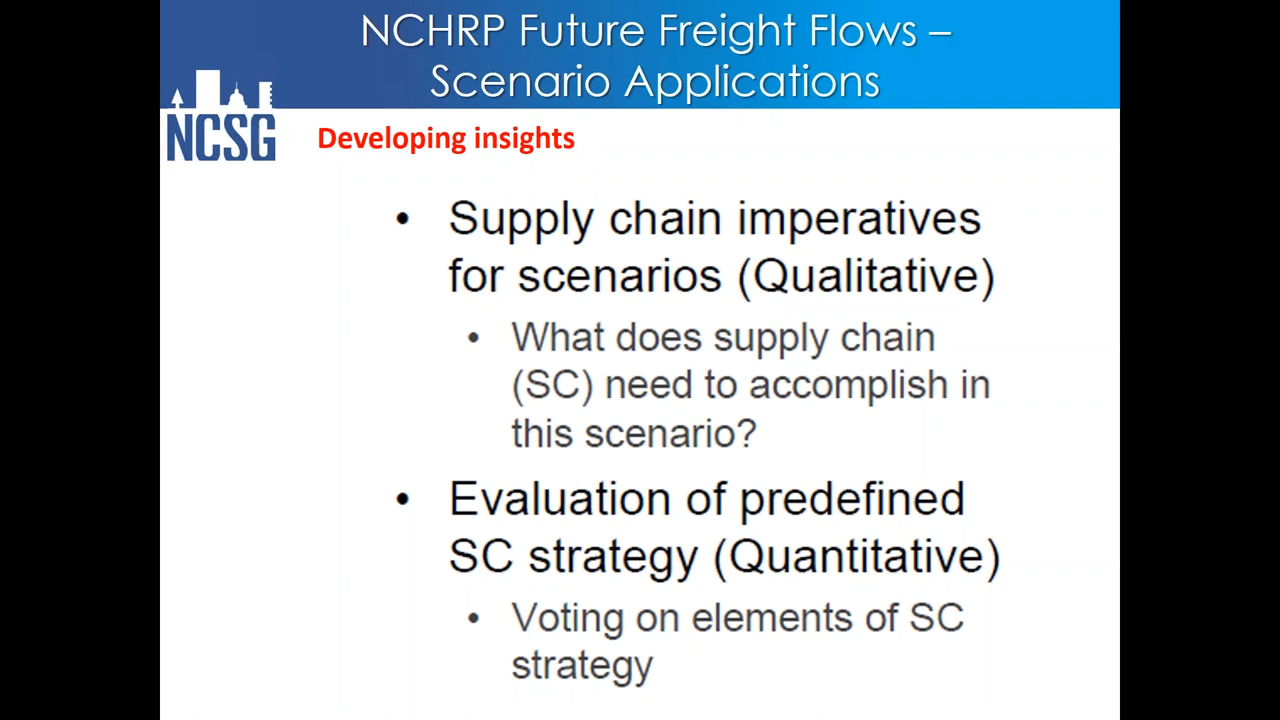 NCHRP Future Freight Flows –
Scenario Applications
NCSG
Developing insights
• Supply chain imperatives
for scenarios (Qualitative)
• What does supply chain
(SC) need to accomplish in
this scenario?
• Evaluation of predefined
SC strategy (Quantitative)
• Voting on elements of SC
strategy